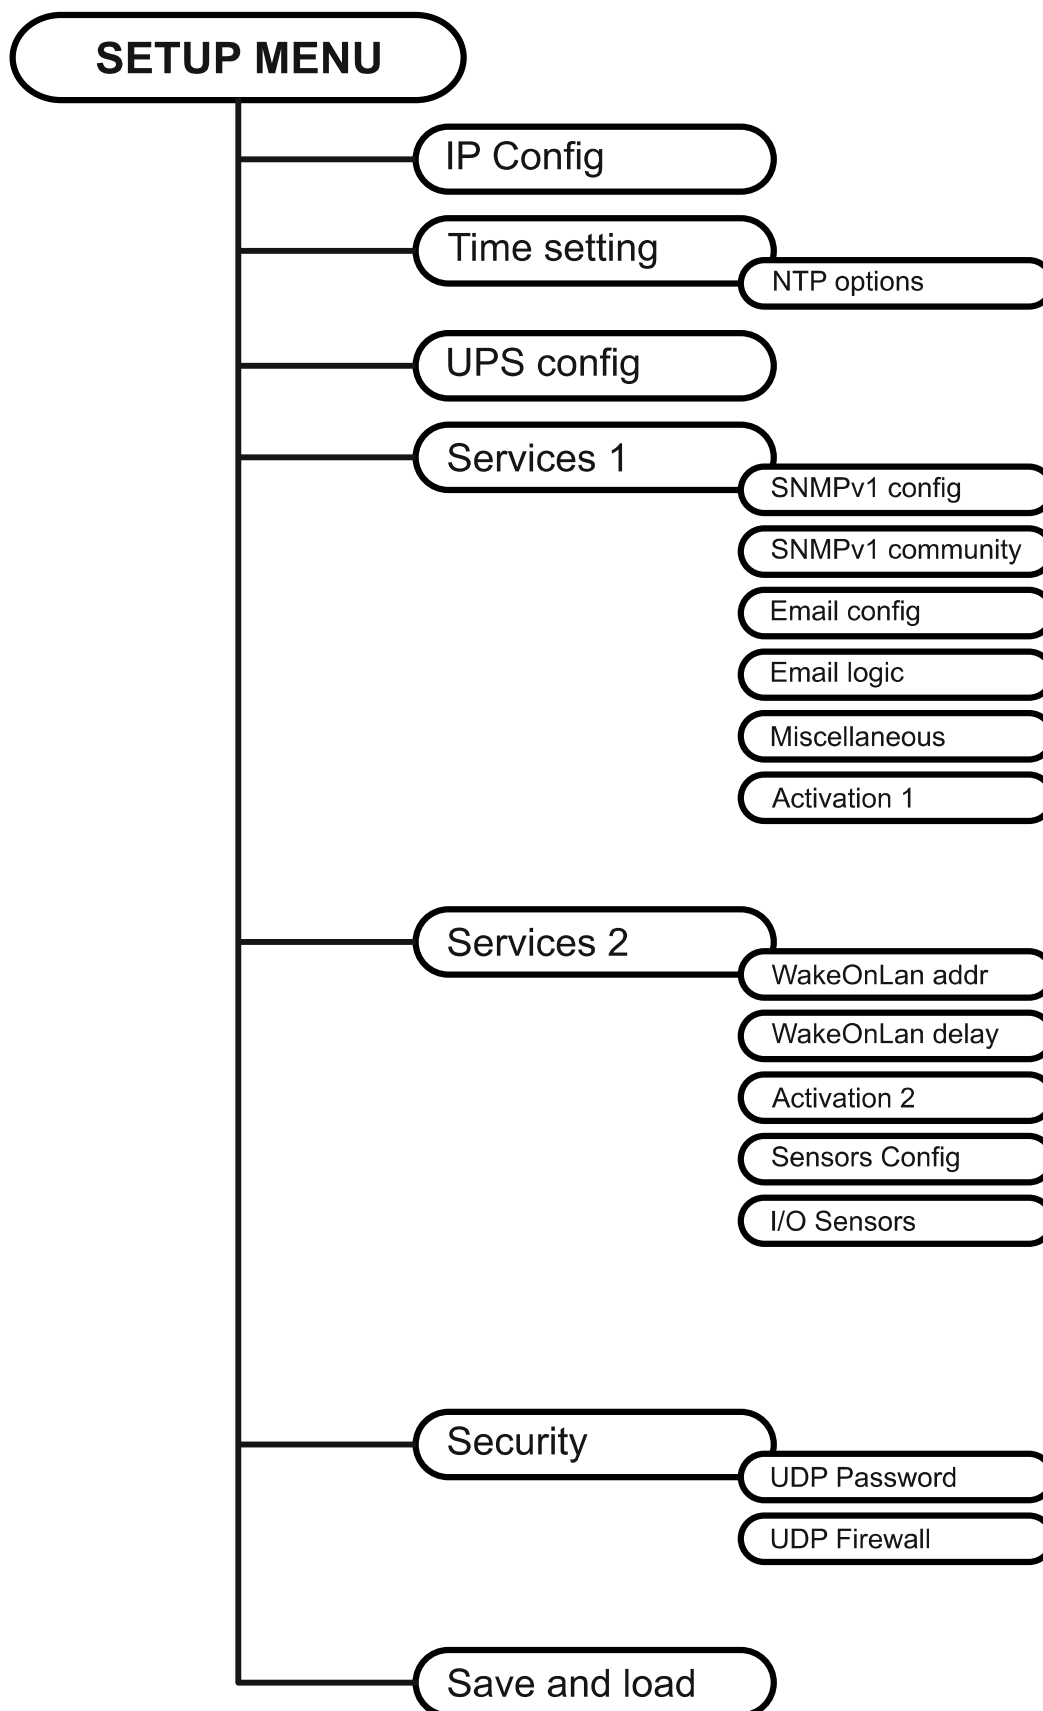 SETUP MENU
IP Config
Time setting
NTP options
UPS config
Services 1
SNMPv1 config
SNMPv1 community
Email config
Email logic
Miscellaneous
Activation 1
Services 2
WakeOnLan addr
WakeOnLan delay
Activation 2
Sensors Config
I/O Sensors
Security
UDP Password
UDP Firewall
Save and load